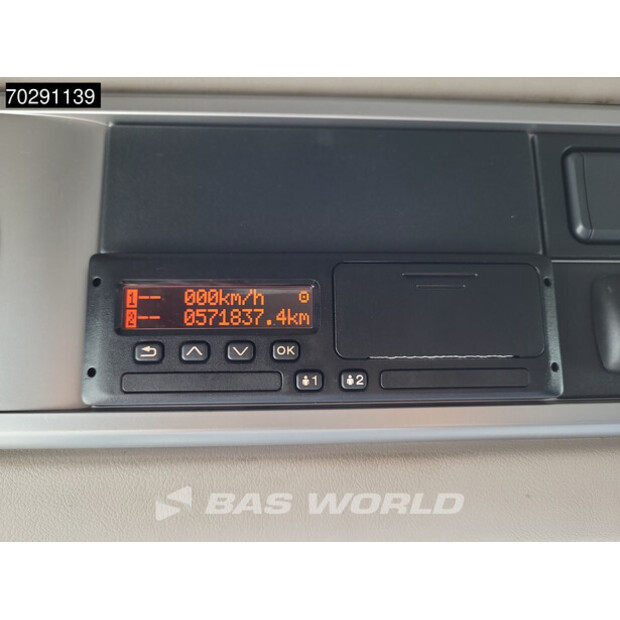 70291139
1-- 000km/h
2-- 0571837.4km
OK
1 2
BAS WORLD